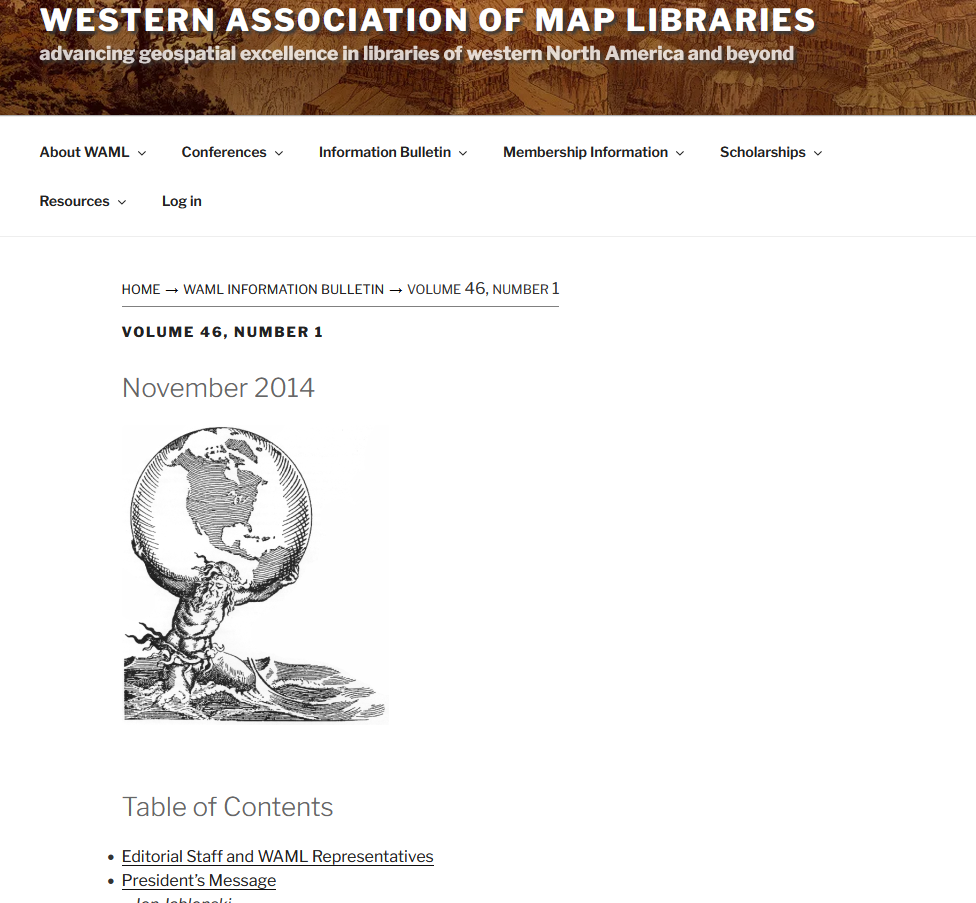 WESTERN ASSOCIATION OF MAP LIBRARIES
advancing geospatial excellence in libraries of western North America and beyond
About WAML Conferences Information Bulletin Membership Information Scholarships
Resources Log in
HOME → WAML INFORMATION BULLETIN → VOLUME 46, NUMBER 1
VOLUME 46, NUMBER 1
November 2014
Table of Contents
• Editorial Staff and WAML Representatives
• President’s Message